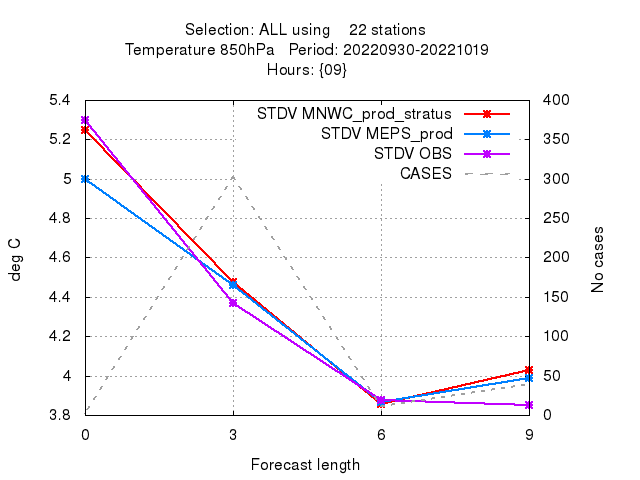 Selection: ALL using    22 stations
Temperature 850hPa   Period: 20220930-20221019
Hours: {09}
STDV MNWC_prod_stratus
STDV MEPS_prod
STDV OBS
CASES
5.4
5.2
5
4.8
4.6
4.4
4.2
4
3.8
deg C
400
350
300
250
200
150
100
50
0
No cases
0 3 6 9
Forecast length